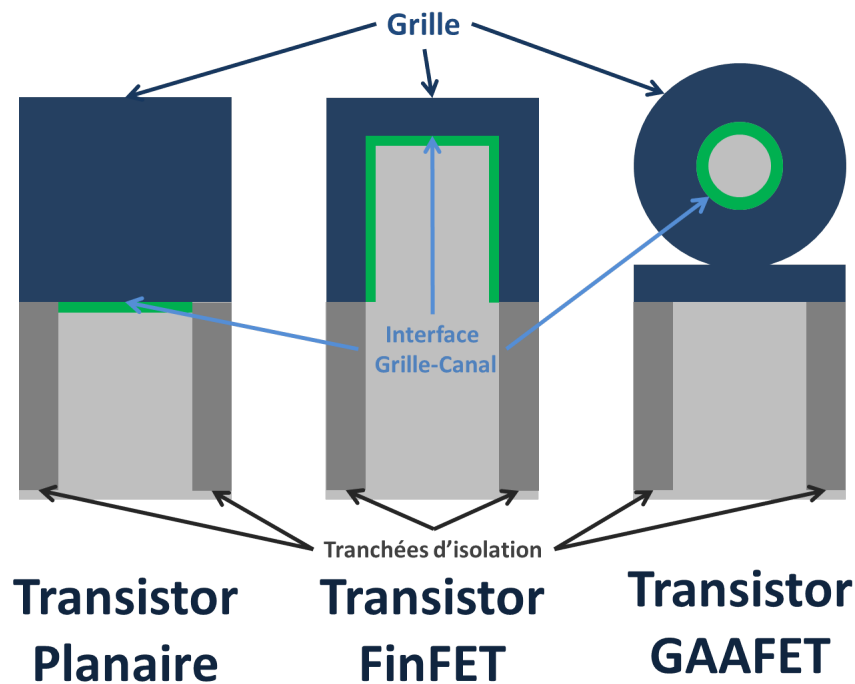 Grille
Interface
Grille-Canal
Tranchées d’isolation
Transistor
Planaire
Transistor
FinFET
Transistor
GAAFET